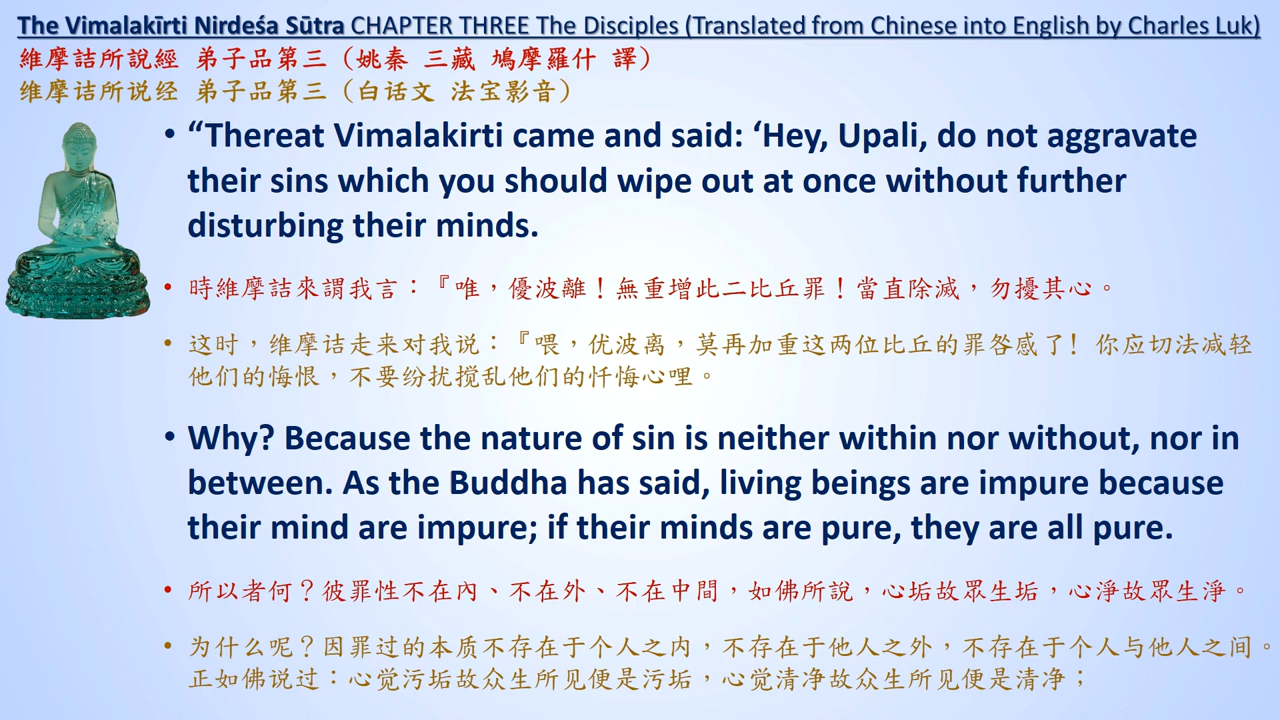 The Vimalakīrti Nirdeśa Sūtra CHAPTER THREE The Disciples (Translated from Chinese into English by Charles Luk)
維摩詰所說經 弟子品第三（姚秦 三藏 鳩摩羅什 譯）
维摩诘所说经 弟子品第三（白话文 法宝影音）
• “Thereat Vimalakirti came and said: ‘Hey, Upali, do not aggravate
their sins which you should wipe out at once without further
disturbing their minds.
• 時維摩詰來謂我言：『唯，優波離！無重增此二比丘罪！當直除滅，勿擾其心。
• 这时，维摩诘走来对我说：『喂，优波离，莫再加重这两位比丘的罪咎感了！你应切法减轻
他们的悔恨，不要纷扰搅乱他们的忏悔心哩。
• Why? Because the nature of sin is neither within nor without, nor in
between. As the Buddha has said, living beings are impure because
their mind are impure; if their minds are pure, they are all pure.
• 所以者何？彼罪性不在內、不在外、不在中間，如佛所說，心垢故眾生垢，心淨故眾生淨。
• 为什么呢？因罪过的本质不存在于个人之内，不存在于他人之外，不存在于个人与他人之间。
正如佛说过：心觉污垢故众生所见便是污垢，心觉清净故众生所见便是清净；